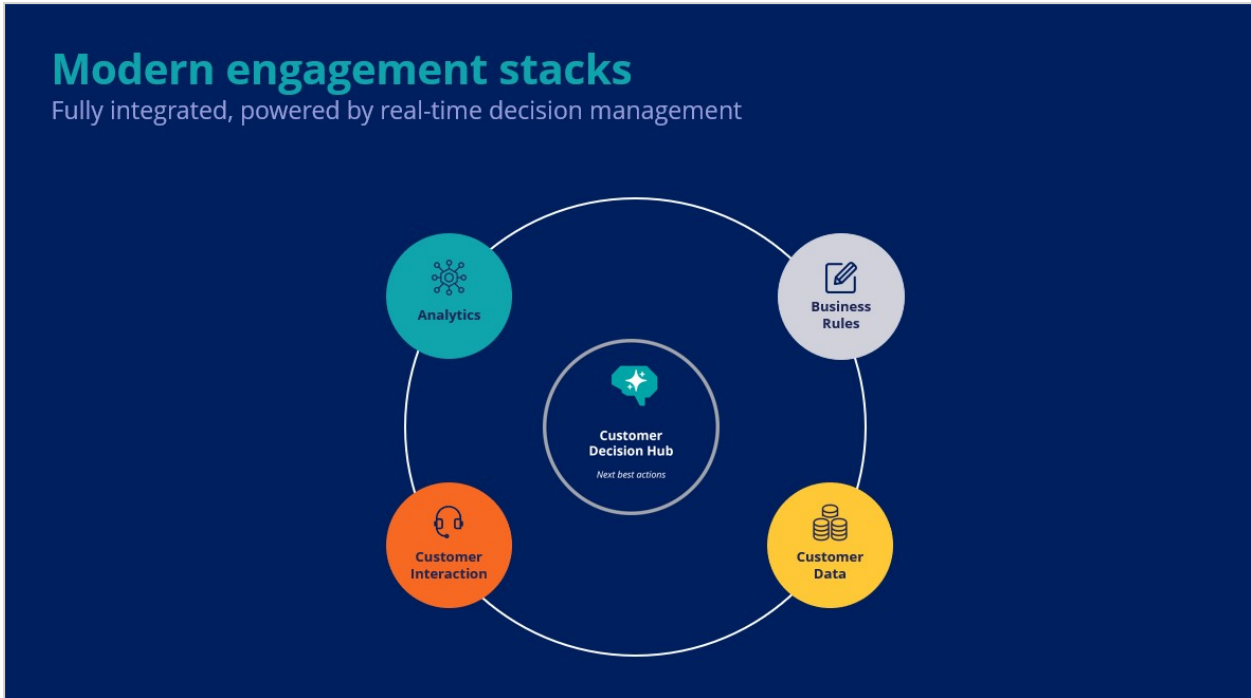 Modern engagement stacks
Fully integrated, powered by real-time decision management
Analytics
Business
Rules
Customer
Decision Hub
Next best actions
Customer
Interaction
Customer
Data